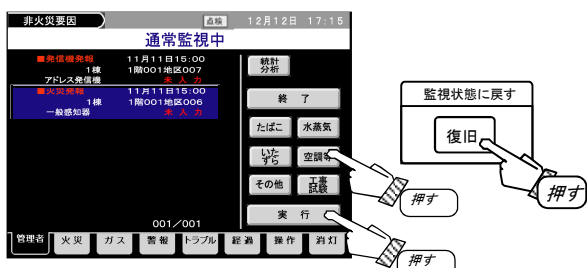 非火災要因 点検 12月12日 17:15
通常監視中
■発信機発報 11月11日15:00
1棟 1階001地区007
アドレス発信機 未入力
■火災発報 11月11日15:00
1棟 1階001地区006
一般感知器 未入力
001/001
統計
分析
終 了
たばこ 水蒸気
いた
ずら 空調等
その他 工事
試験
実 行
管理者 火災 ガス 警報 トラブル 経過 操作 消灯
押す
押す
監視状態に戻す
復旧
押す